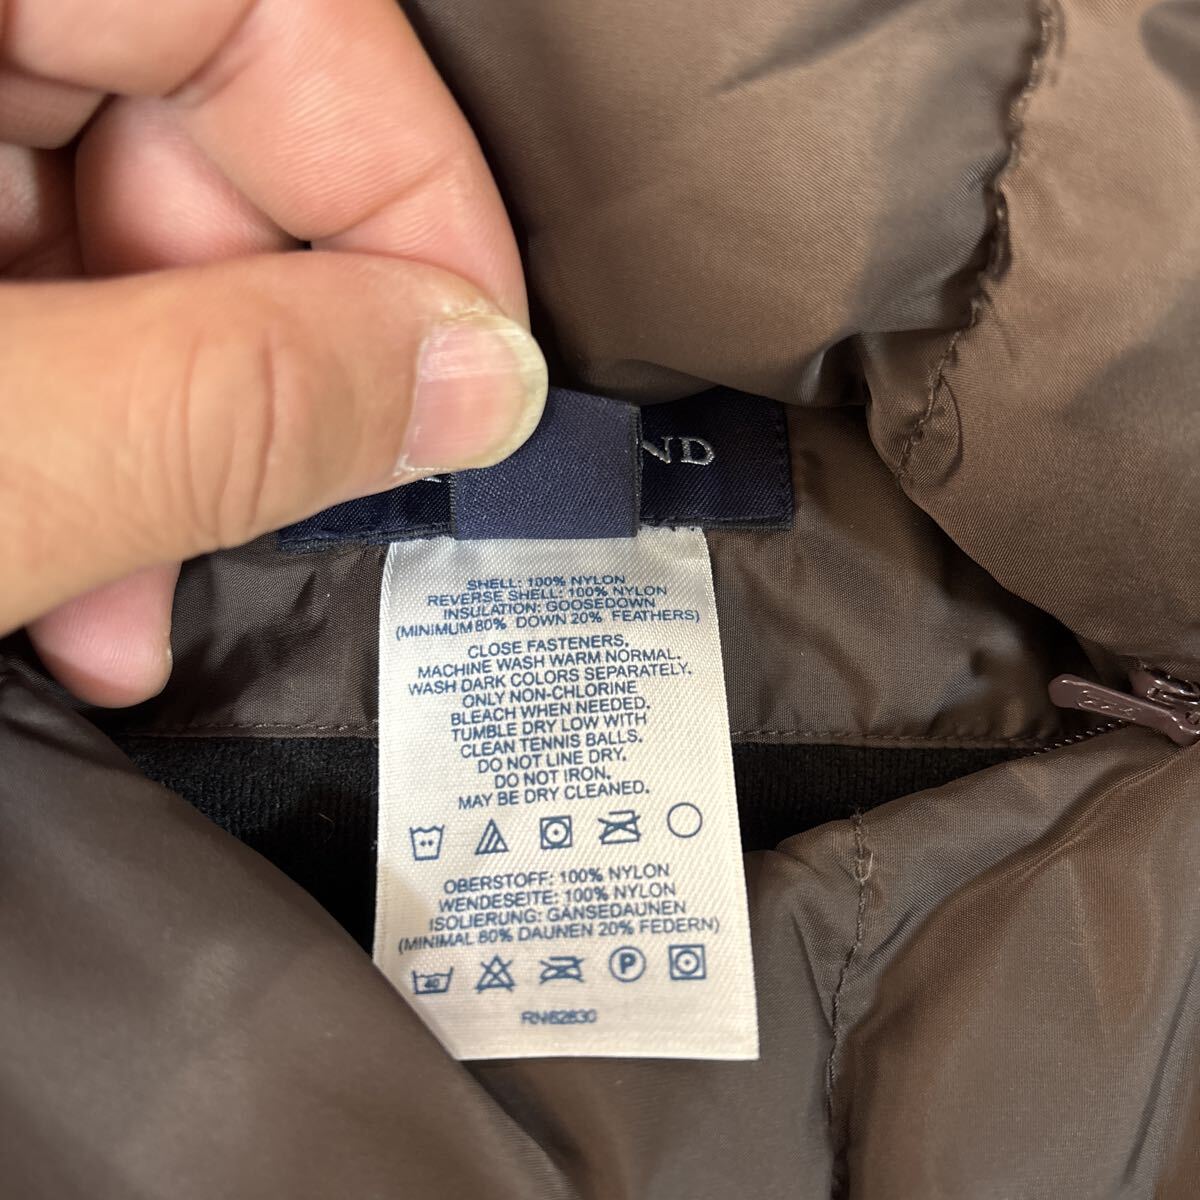 ND
SHELL: 100% NYLON
REVERSE SHELL: 100% NYLON
INSULATION: GOOSEDOWN
(MINIMUM 80% DOWN 20% FEATHERS)
CLOSE FASTENERS.
MACHINE WASH WARM NORMAL.
WASH DARK COLORS SEPARATELY.
ONLY NON-CHLORINE
BLEACH WHEN NEEDED.
TUMBLE DRY LOW WITH
CLEAN TENNIS BALLS.
DO NOT LINE DRY.
DO NOT IRON.
MAY BE DRY CLEANED.
OBERSTOFF: 100% NYLON
WENDESEITE: 100% NYLON
ISOLIERUNG: GÄNSEDAUNEN
(MINIMAL 80% DAUNEN 20% FEDERN)
40 P
RN62830